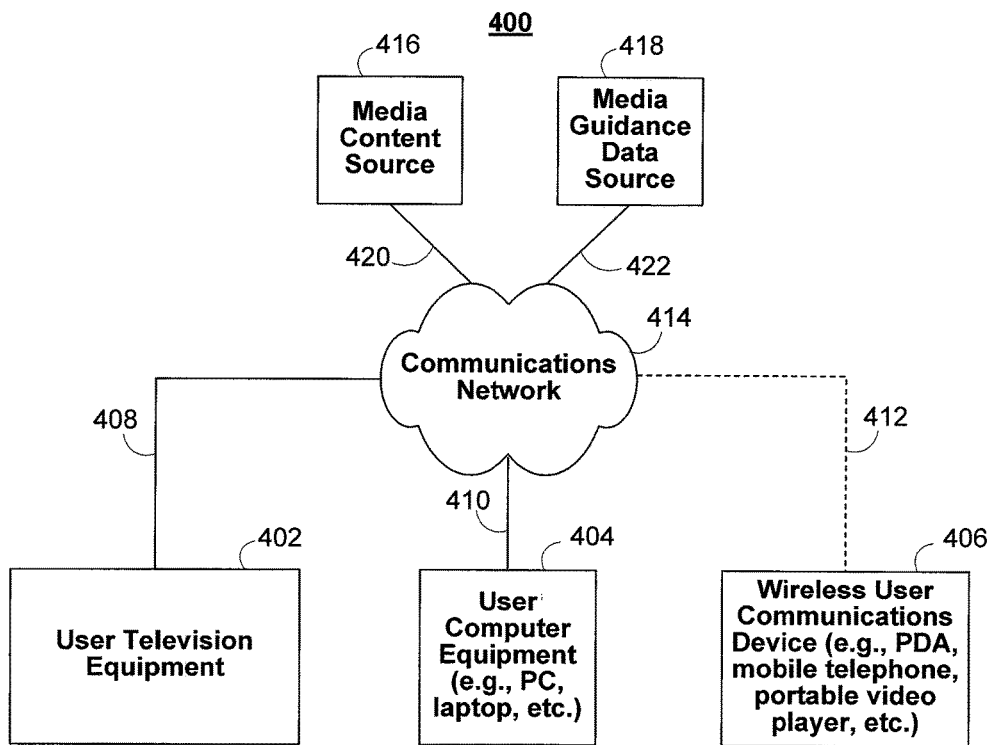 400
416
418
Media
Content
Source
Media
Guidance
Data
Source
420
422
414
Communications
Network
408
412
410
402
404
406
User Television
Equipment
User
Computer
Equipment
(e.g., PC,
laptop, etc.)
Wireless User
Communications
Device (e.g., PDA,
mobile telephone,
portable video
player, etc.)